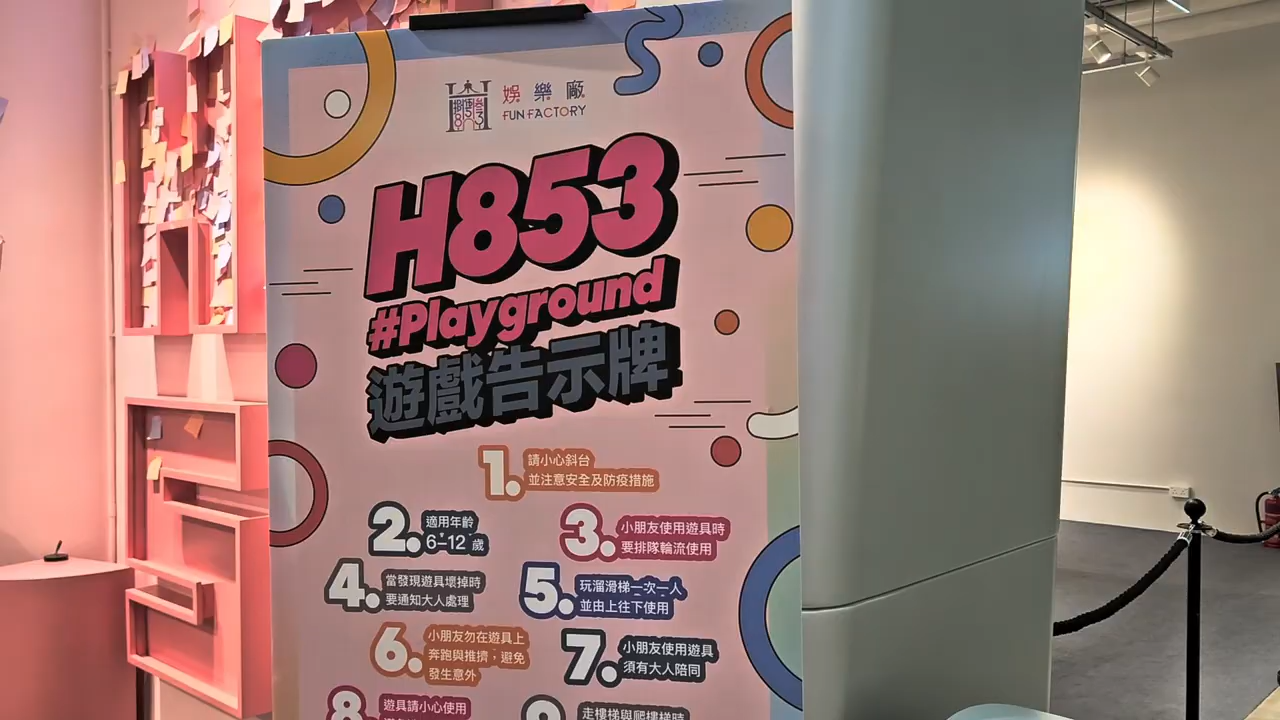 娛樂廠
FUN FACTORY
H853
#Playground
遊戲告示牌
1. 請小心斜台
並注意安全及防疫措施
2. 適用年齡
6-12 歲
3. 小朋友使用遊具時
要排隊輪流使用
4. 當發現遊具壞掉時
要通知大人處理
5. 玩溜滑梯一次一人
並由上往下使用
6. 小朋友勿在遊具上
奔跑與推擠，避免
發生意外
7. 小朋友使用遊具
須有大人陪同
8. 遊具請小心使用
9. 走樓梯與爬樓梯時